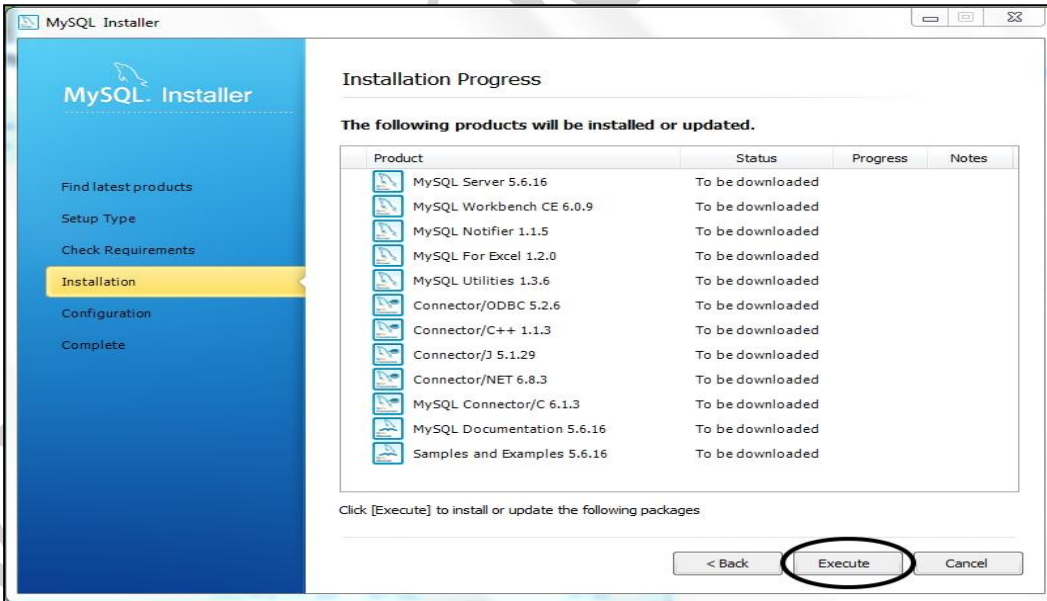 MySQL Installer
MySQL. Installer
Find latest products
Setup Type
Check Requirements
Installation
Configuration
Complete
Installation Progress
The following products will be installed or updated.
Product Status Progress Notes
MySQL Server 5.6.16 To be downloaded
MySQL Workbench CE 6.0.9 To be downloaded
MySQL Notifier 1.1.5 To be downloaded
MySQL For Excel 1.2.0 To be downloaded
MySQL Utilities 1.3.6 To be downloaded
Connector/ODBC 5.2.6 To be downloaded
Connector/C++ 1.1.3 To be downloaded
Connector/J 5.1.29 To be downloaded
Connector/NET 6.8.3 To be downloaded
MySQL Connector/C 6.1.3 To be downloaded
MySQL Documentation 5.6.16 To be downloaded
Samples and Examples 5.6.16 To be downloaded
Click [Execute] to install or update the following packages
< Back Execute Cancel